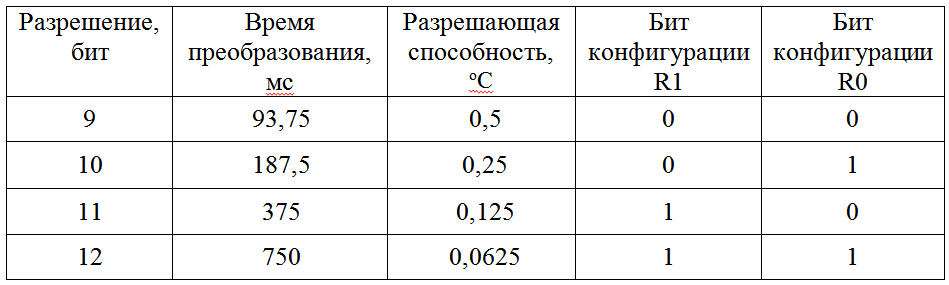 Разрешение, бит
Время преобразования, мс
Разрешающая способность, ºС
Бит конфигурации R1
Бит конфигурации R0
9 93,75 0,5 0 0
10 187,5 0,25 0 1
11 375 0,125 1 0
12 750 0,0625 1 1